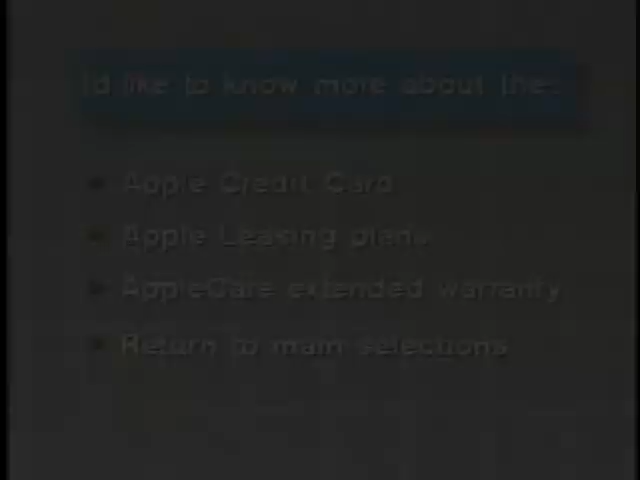 I'd like to know more about the:
Apple Credit Card
Apple Leasing plans
AppleCare extended warranty
Return to main selections